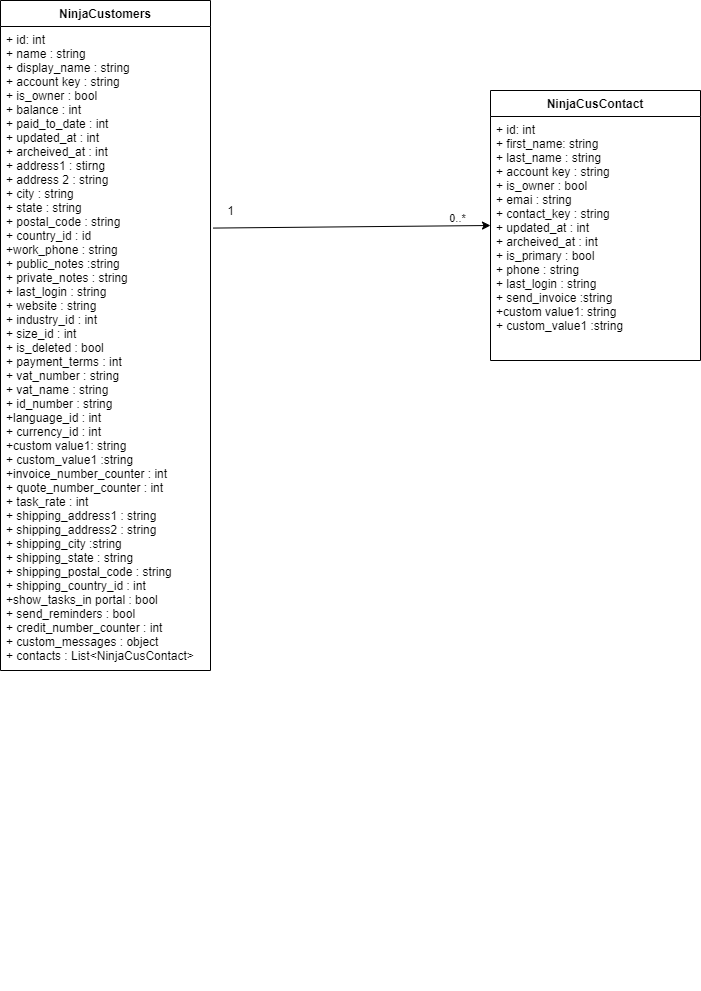 NinjaCustomers
+ id: int
+ name : string
+ display_name : string
+ account key : string
+ is_owner : bool
+ balance : int
+ paid_to_date : int
+ updated_at : int
+ archeived_at : int
+ address1 : stirng
+ address 2 : string
+ city : string
+ state : string
+ postal_code : string
+ country_id : id
+work_phone : string
+ public_notes :string
+ private_notes : string
+ last_login : string
+ website : string
+ industry_id : int
+ size_id : int
+ is_deleted : bool
+ payment_terms : int
+ vat_number : string
+ vat_name : string
+ id_number : string
+language_id : int
+ currency_id : int
+custom value1: string
+ custom_value1 :string
+invoice_number_counter : int
+ quote_number_counter : int
+ task_rate : int
+ shipping_address1 : string
+ shipping_address2 : string
+ shipping_city :string
+ shipping_state : string
+ shipping_postal_code : string
+ shipping_country_id : int
+show_tasks_in portal : bool
+ send_reminders : bool
+ credit_number_counter : int
+ custom_messages : object
+ contacts : List<NinjaCusContact>
1
0..*
NinjaCusContact
+ id: int
+ first_name: string
+ last_name : string
+ account key : string
+ is_owner : bool
+ emai : string
+ contact_key : string
+ updated_at : int
+ archeived_at : int
+ is_primary : bool
+ phone : string
+ last_login : string
+ send_invoice :string
+custom value1: string
+ custom_value1 :string